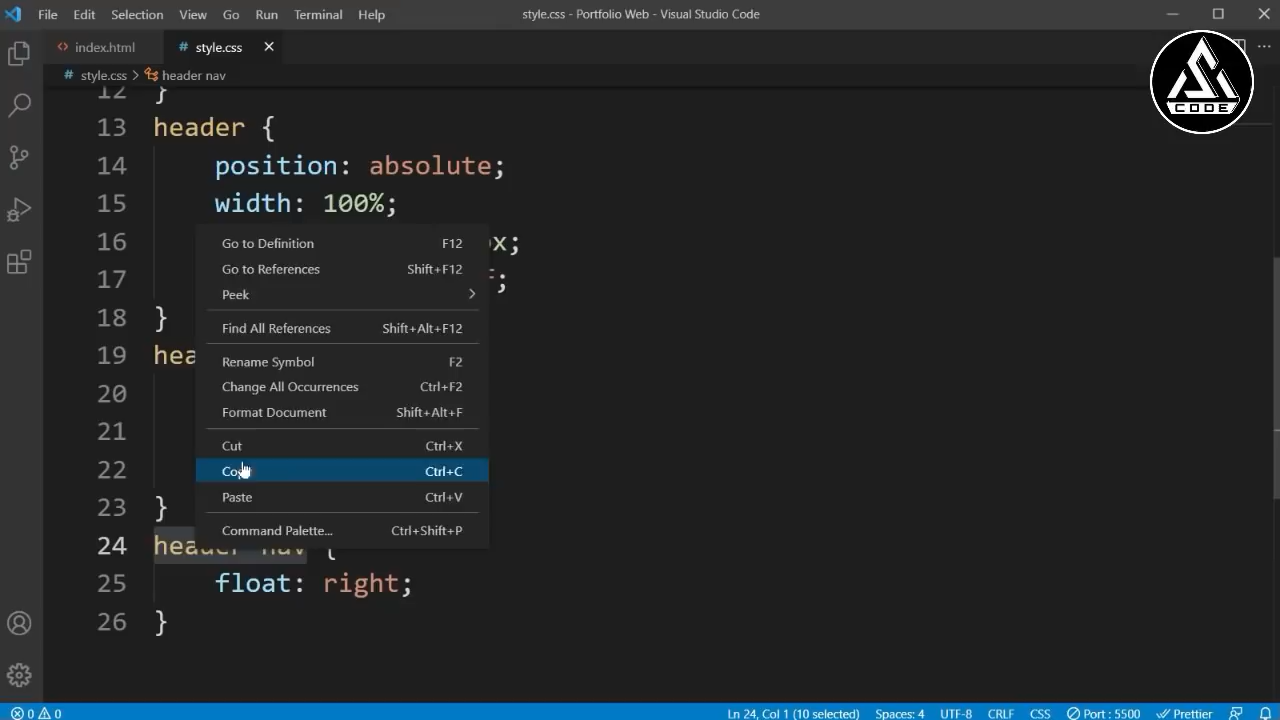 File Edit Selection View Go Run Terminal Help style.css - Portfolio Web - Visual Studio Code
index.html # style.css
# style.css > header nav
CODE
12 }
13 header {
14 position: absolute;
15 width: 100%;
16 x;
17 ;
18 }
19 hea
20
21
22
23 }
24 header nav {
25 float: right;
26 }
Go to Definition F12
Go to References Shift+F12
Peek >
Find All References Shift+Alt+F12
Rename Symbol F2
Change All Occurrences Ctrl+F2
Format Document Shift+Alt+F
Cut Ctrl+X
Copy Ctrl+C
Paste Ctrl+V
Command Palette... Ctrl+Shift+P
0 0 Ln 24, Col 1 (10 selected) Spaces: 4 UTF-8 CRLF CSS Port : 5500 Prettier